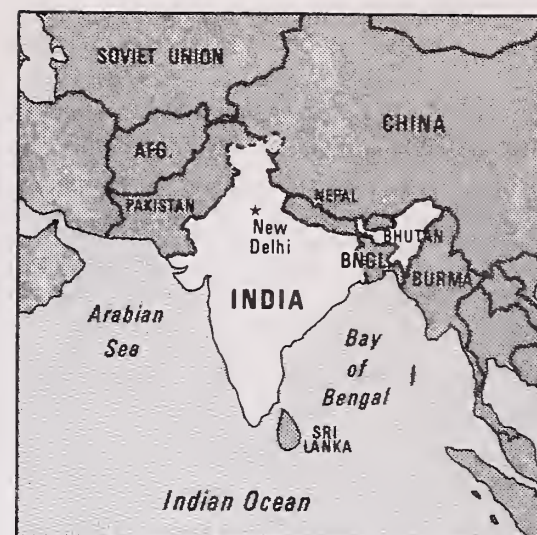 SOVIET UNION
CHINA
AFG.
PAKISTAN
NEPAL
New
Delhi
BHUTAN
BNGL.
BURMA
INDIA
Arabian
Sea
Bay
of
Bengal
SRI
LANKA
Indian Ocean